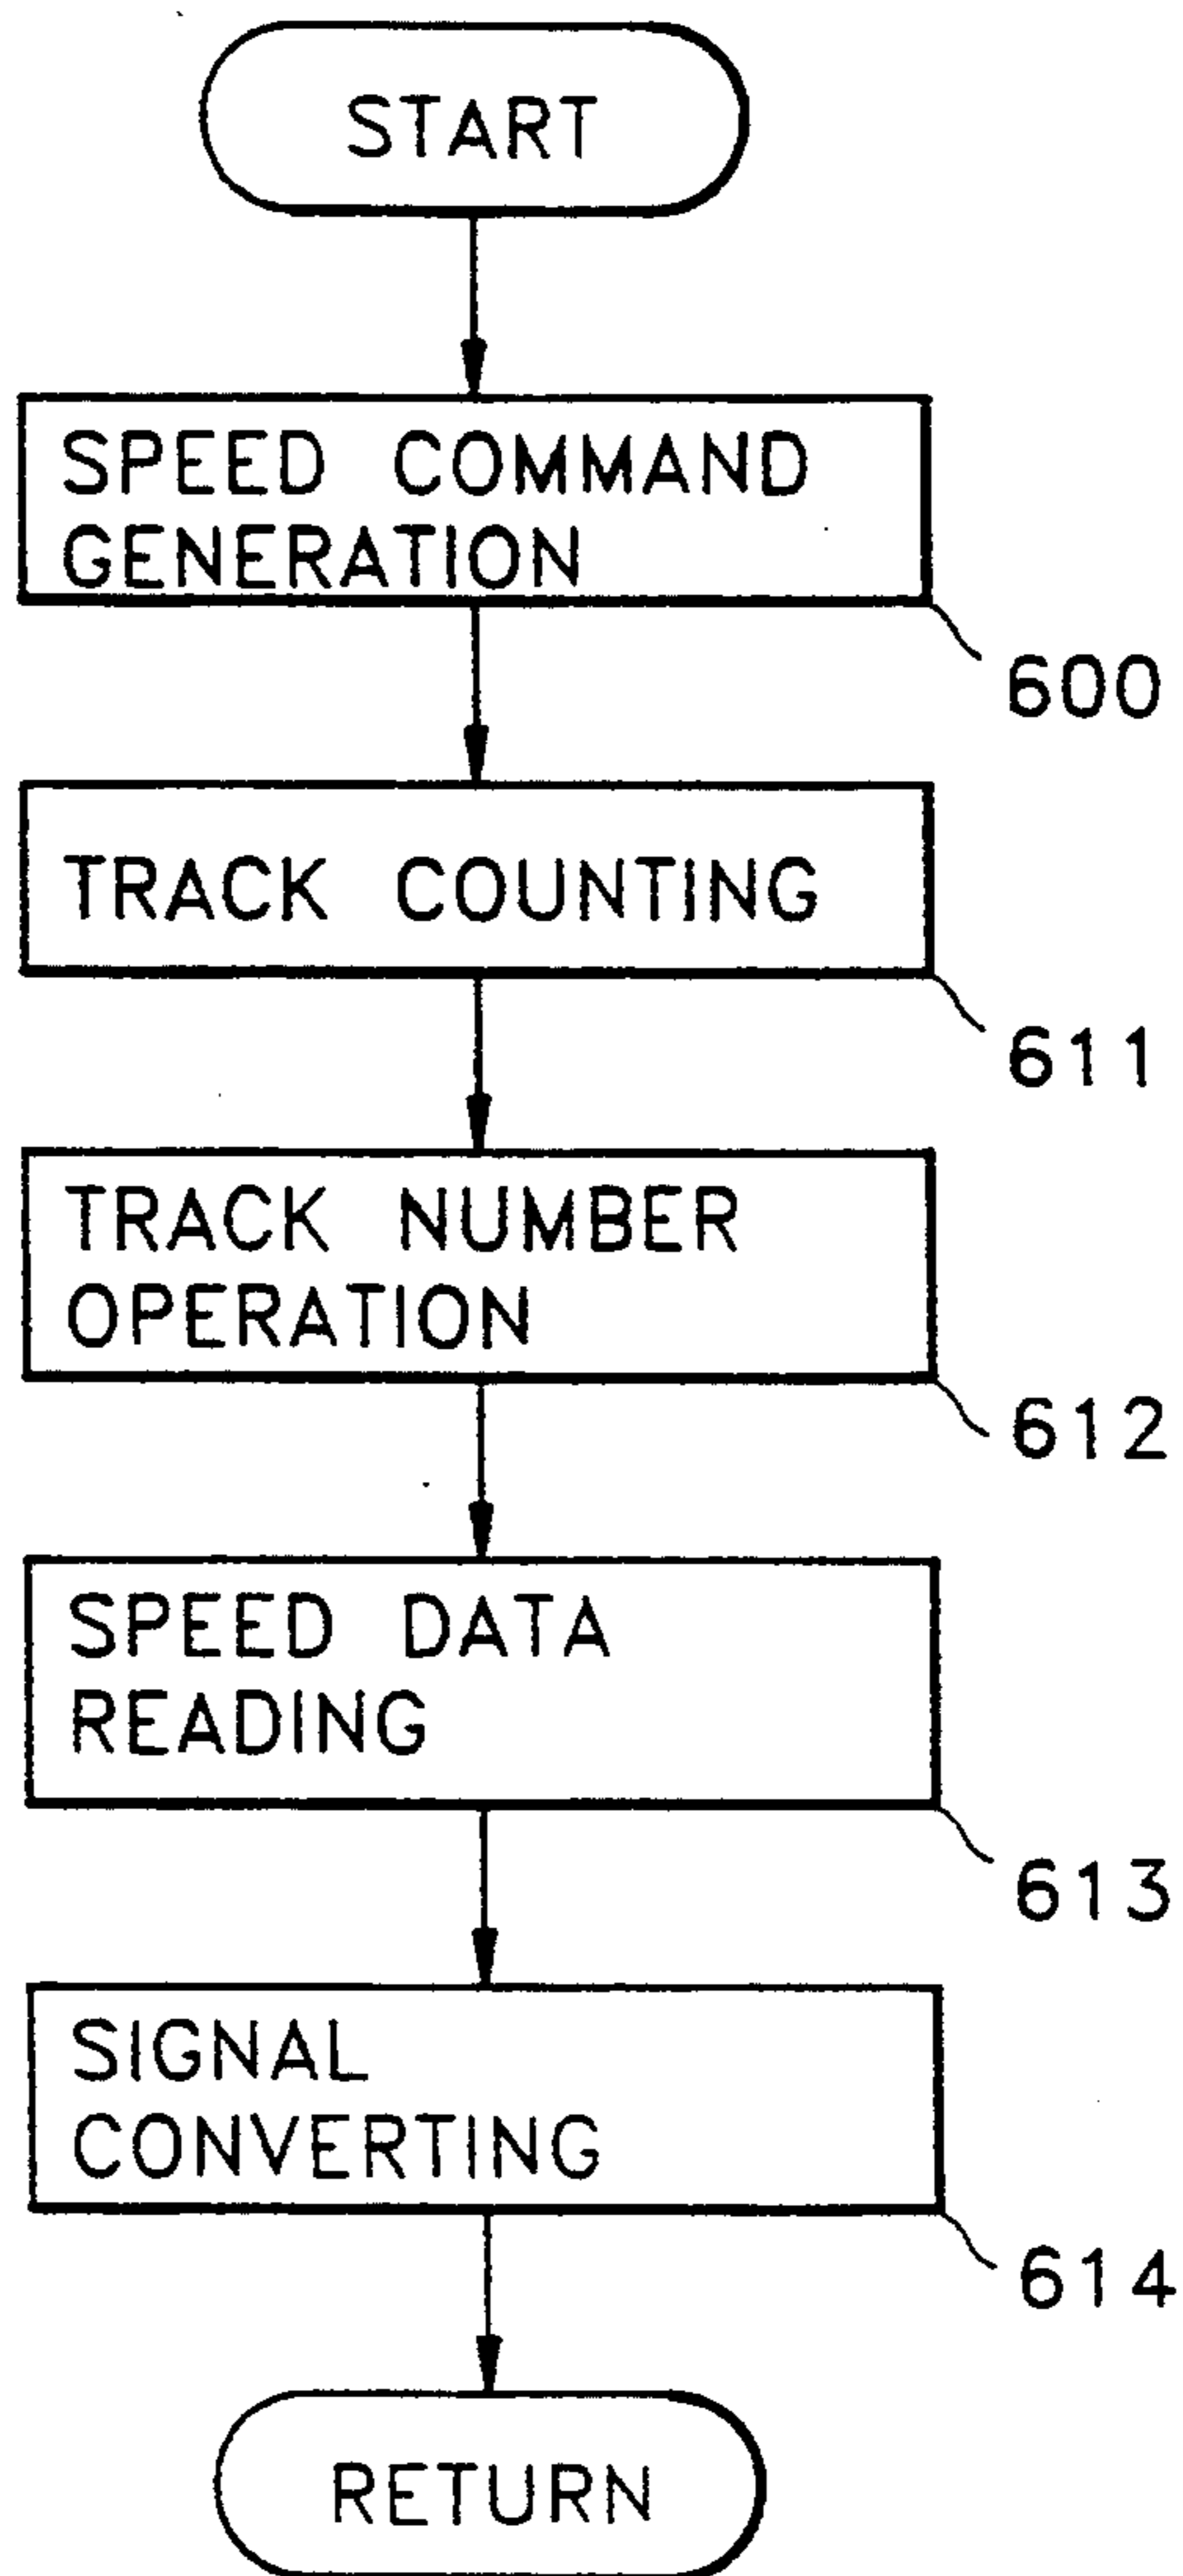 START
SPEED COMMAND
GENERATION
600
TRACK COUNTING
611
TRACK NUMBER
OPERATION
612
SPEED DATA
READING
613
SIGNAL
CONVERTING
614
RETURN